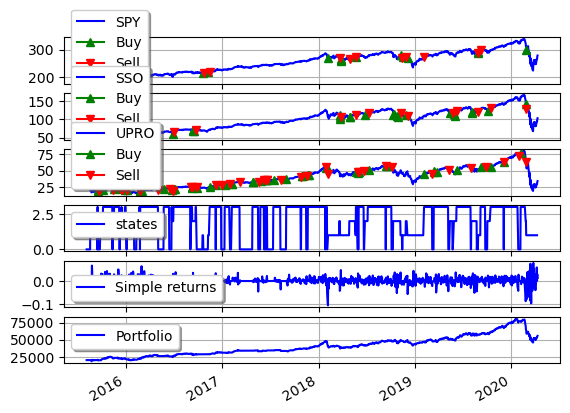 SPY
Buy
Sell
300
200
SSO
Buy
Sell
150
100
50
UPRO
Buy
Sell
75
50
25
states
2.5
0.0
Simple returns
0.0
−0.1
Portfolio
75000
50000
25000
2016 2017 2018 2019 2020